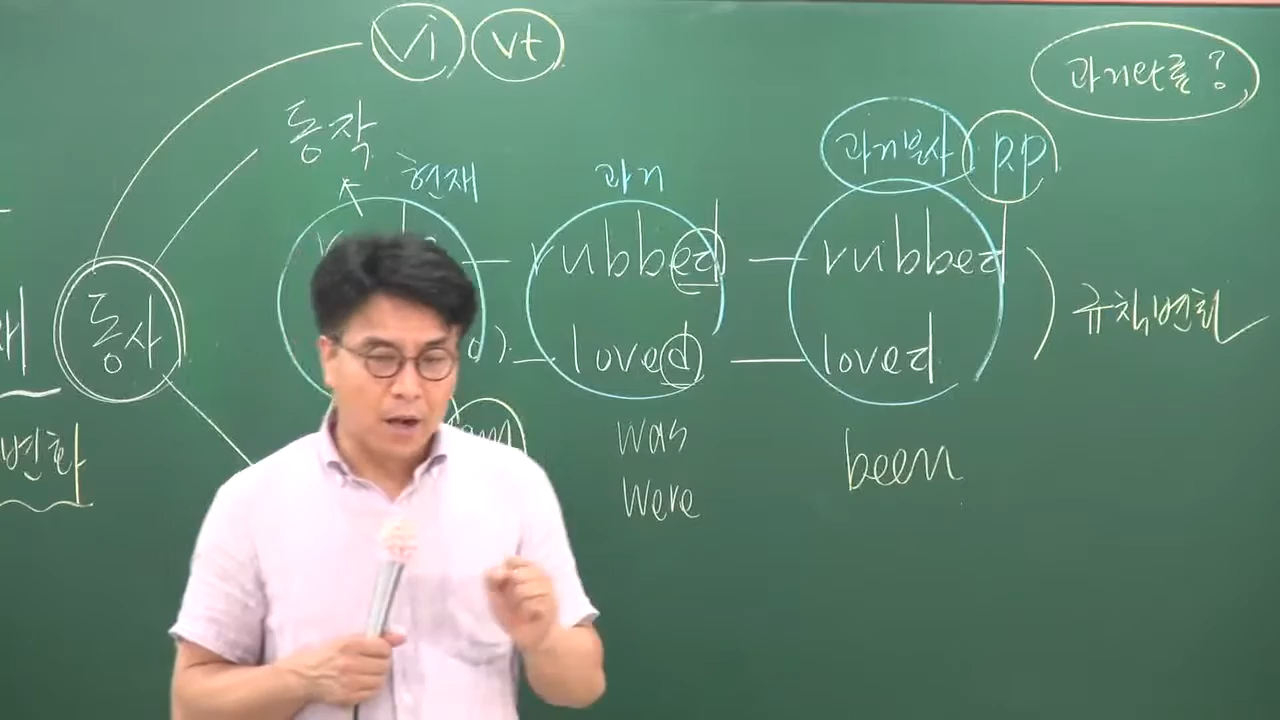 Vi vt
과거
동작
현재 과거 과거분사 pp
rubbed rubbed
동사
loved loved
규칙변화
변화
am
was
been
were